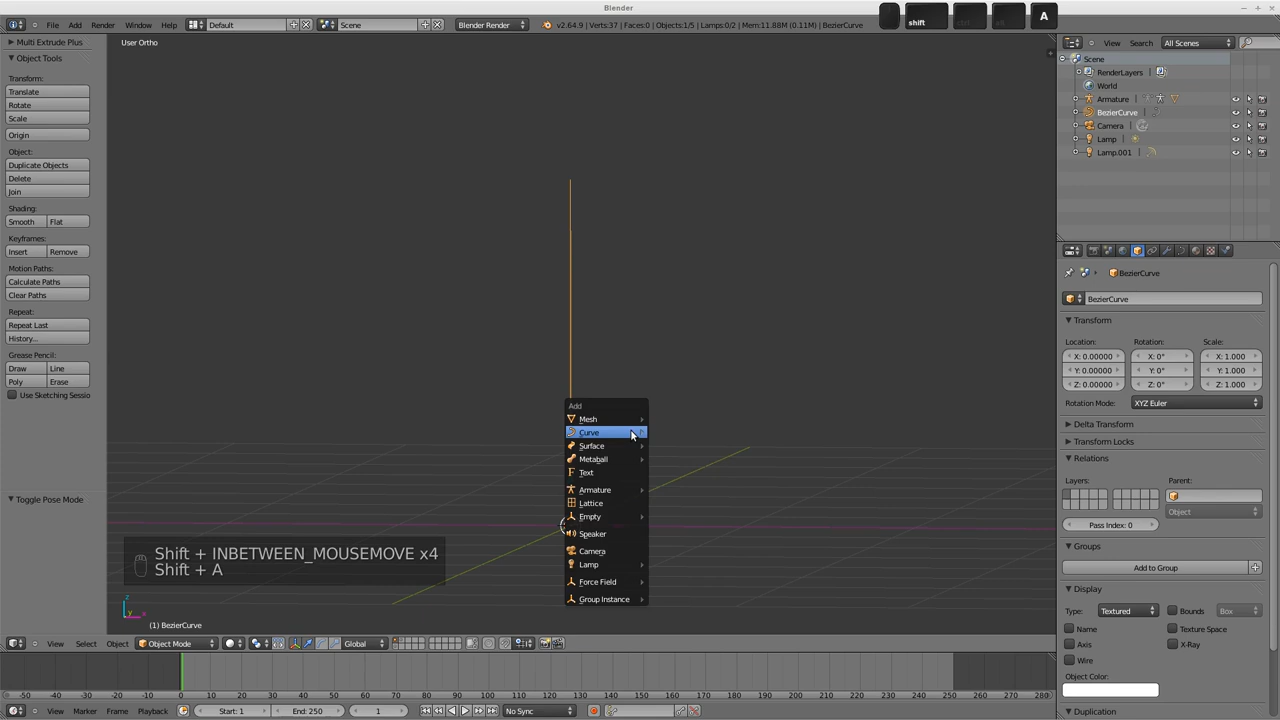 Blender
File
Add
Render
Window
Help
Default
Scene
Blender Render
v2.64.9 | Verts:37 | Faces:0 | Objects:1/5 | Lamps:0/2 | Mem:11.88M (0.11M) | BezierCurve
shift
ctrl
alt
A
Multi Extrude Plus
Object Tools
Transform:
Translate
Rotate
Scale
Origin
Object:
Duplicate Objects
Delete
Join
Shading:
Smooth
Flat
Keyframes:
Insert
Remove
Motion Paths:
Calculate Paths
Clear Paths
Repeat:
Repeat Last
History...
Grease Pencil:
Draw
Line
Poly
Erase
Use Sketching Sessio
Toggle Pose Mode
User Ortho
Add
Mesh
Curve
Surface
Metaball
Text
Armature
Lattice
Empty
Speaker
Camera
Lamp
Force Field
Group Instance
Shift + INBETWEEN_MOUSEMOVE x4
Shift + A
z
y
x
(1) BezierCurve
View
Select
Object
Object Mode
Global
-50 -40 -30 -20 -10 0 10 20 30 40 50 60 70 80 90 100 110 120 130 140 150 160 170 180 190 200 210 220 230 240 250 260 270 280
View
Marker
Frame
Playback
Start: 1
End: 250
1
No Sync
View
Search
All Scenes
Scene
RenderLayers
World
Armature
BezierCurve
Camera
Lamp
Lamp.001
BezierCurve
BezierCurve
Transform
Location:
Rotation:
Scale:
X: 0.00000
X: 0°
X: 1.000
Y: 0.00000
Y: 0°
Y: 1.000
Z: 0.00000
Z: 0°
Z: 1.000
Rotation Mode:
XYZ Euler
Delta Transform
Transform Locks
Relations
Layers:
Parent:
Object
Pass Index: 0
Groups
Add to Group
Display
Type:
Textured
Bounds
Box
Name
Texture Space
Axis
X-Ray
Wire
Object Color:
Duplication